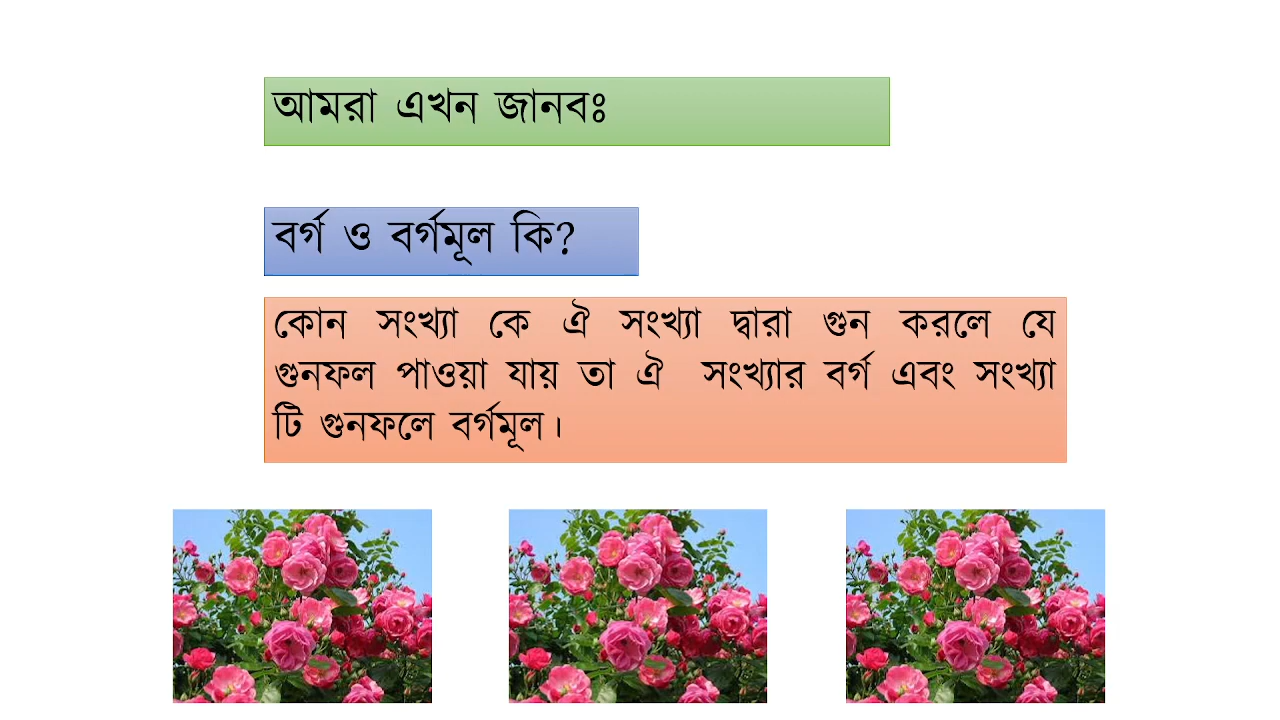 আমরা এখন জানবঃ
বর্গ ও বর্গমূল কি?
কোন সংখ্যা কে ঐ সংখ্যা দ্বারা গুন করলে যে
গুনফল পাওয়া যায় তা ঐ সংখ্যার বর্গ এবং সংখ্যা
টি গুনফলে বর্গমূল।